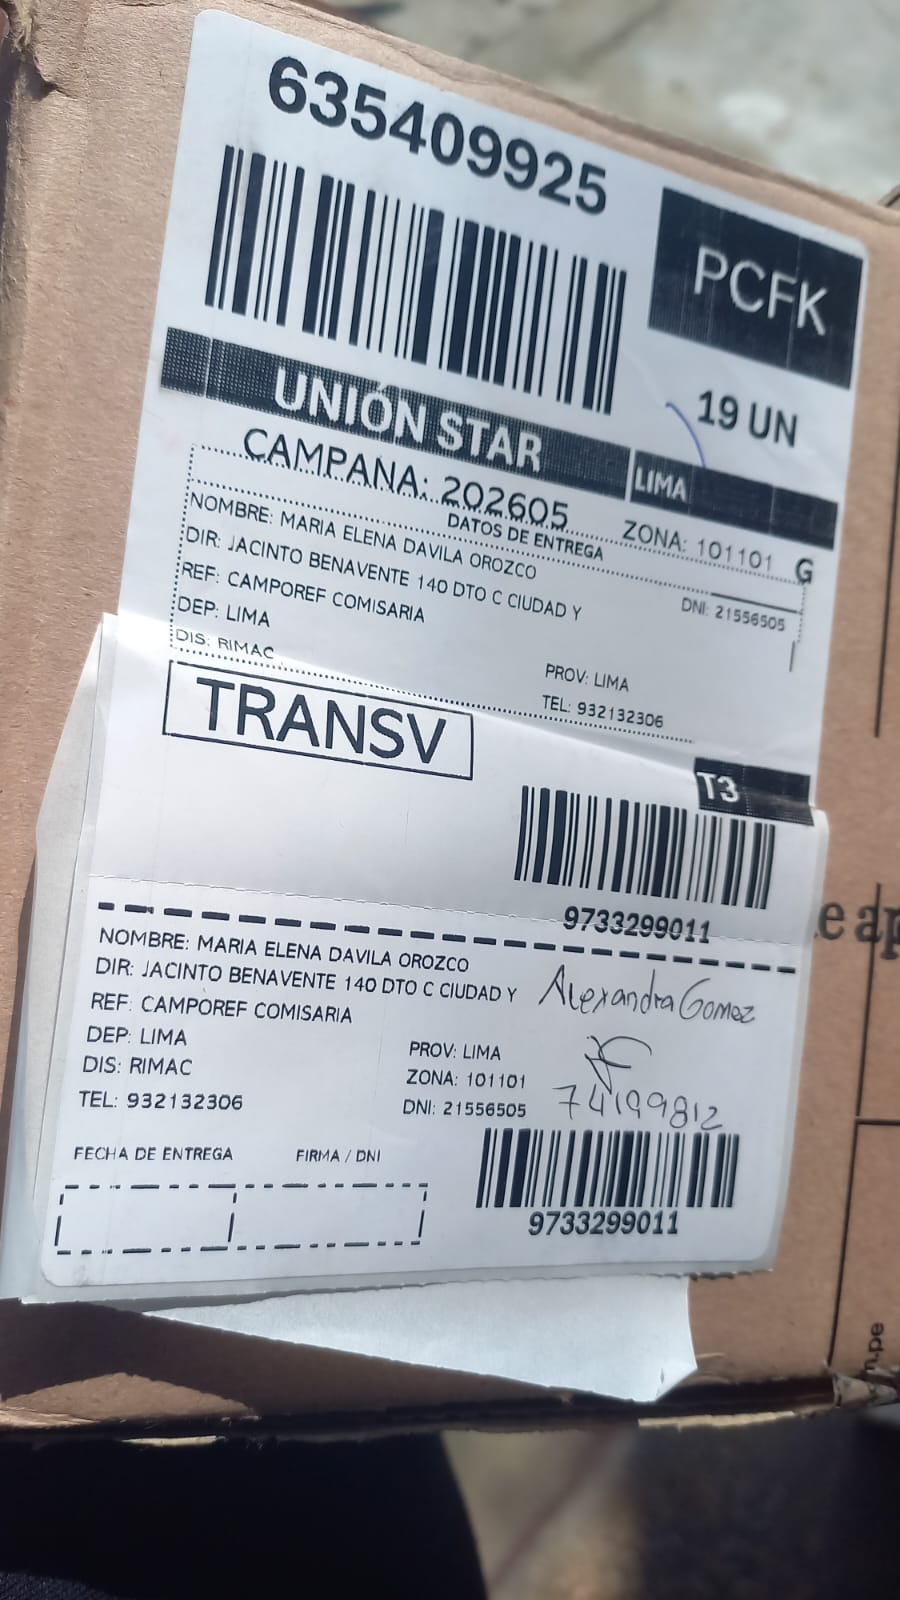 635409925
PCFK
19 UN
UNIÓN STAR
LIMA
CAMPANA: 202605
ZONA: 101101 G
DATOS DE ENTREGA
NOMBRE: MARIA ELENA DAVILA OROZCO
DNI: 21556505
DIR: JACINTO BENAVENTE 140 DTO C CIUDAD Y
REF: CAMPOREF COMISARIA
DEP: LIMA
PROV: LIMA
DIS: RIMAC
TEL: 932132306
TRANSV
T3
9733299011
NOMBRE: MARIA ELENA DAVILA OROZCO
DIR: JACINTO BENAVENTE 140 DTO C CIUDAD Y
Alexandra Gomez
REF: CAMPOREF COMISARIA
DEP: LIMA
PROV: LIMA
DIS: RIMAC
ZONA: 101101
TEL: 932132306
DNI: 21556505
74199812
FECHA DE ENTREGA
FIRMA / DNI
9733299011